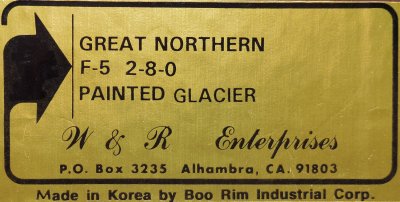 GREAT NORTHERN
F-5 2-8-0
PAINTED GLACIER
W & R Enterprises
P.O. Box 3235 Alhambra, CA. 91803
Made in Korea by Boo Rim Industrial Corp.